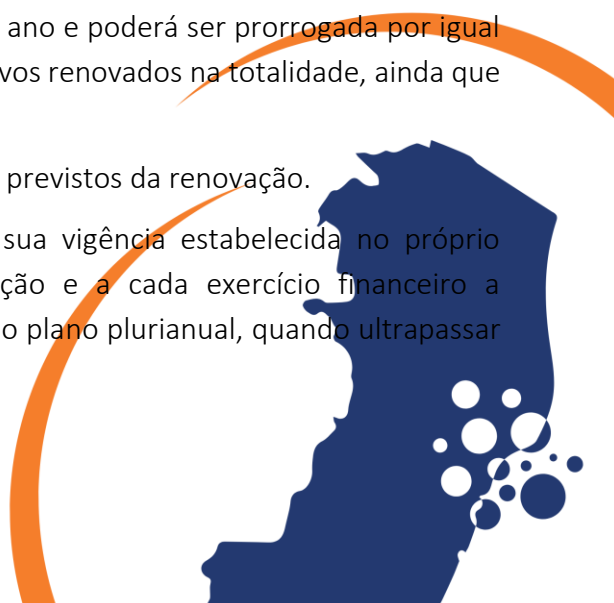 ano e poderá ser prorrogada por igual
vos renovados na totalidade, ainda que
previstos da renovação.
sua vigência estabelecida no próprio
ção e a cada exercício financeiro a
o plano plurianual, quando ultrapassar